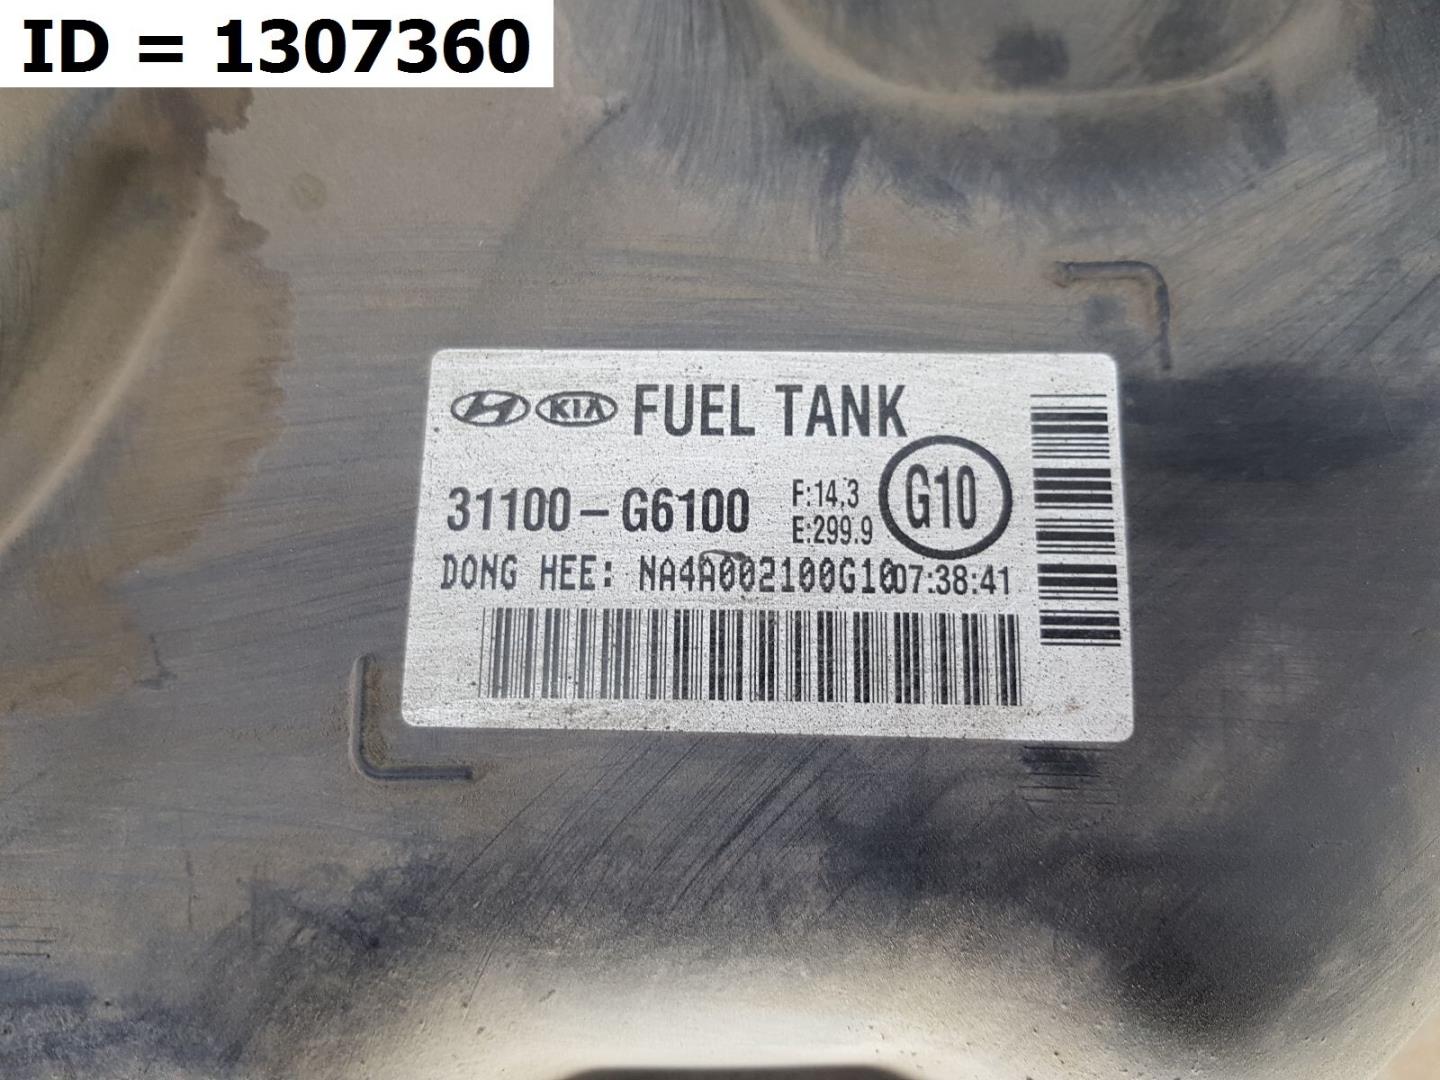 ID = 1307360
KIA FUEL TANK
31100-G6100
F:14,3
E:299.9
G10
DONG HEE: NA4A002100G10 07:38:41